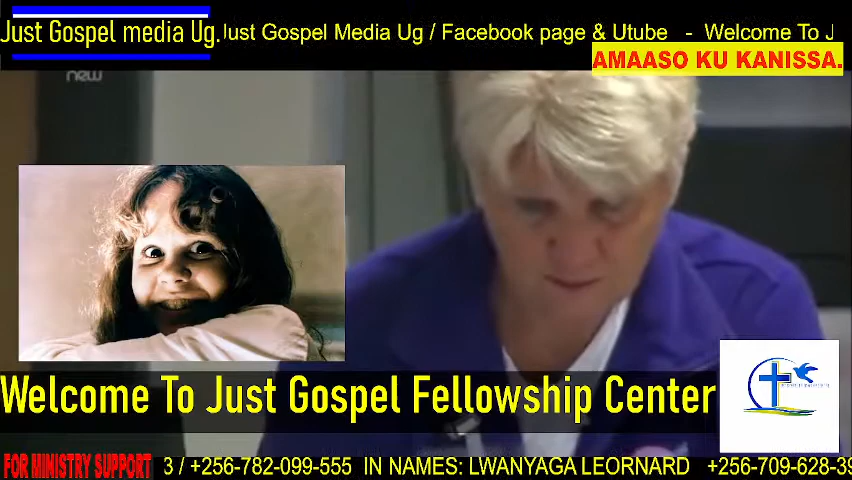 Just Gospel media Ug.
Just Gospel Media Ug / Facebook page & Utube - Welcome To J
AMAASO KU KANISSA.
new
Welcome To Just Gospel Fellowship Center
FOR MINISTRY SUPPORT
3 / +256-782-099-555 IN NAMES: LWANYAGA LEORNARD +256-709-628-39